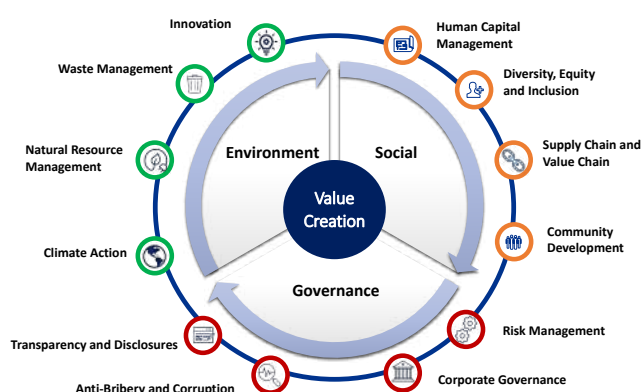 Innovation
Human Capital
Management
Waste Management
Diversity, Equity
and Inclusion
Natural Resource
Management
Environment
Social
Supply Chain and
Value Chain
Value
Creation
Climate Action
Community
Development
Governance
Transparency and Disclosures
Risk Management
Anti-Bribery and Corruption
Corporate Governance